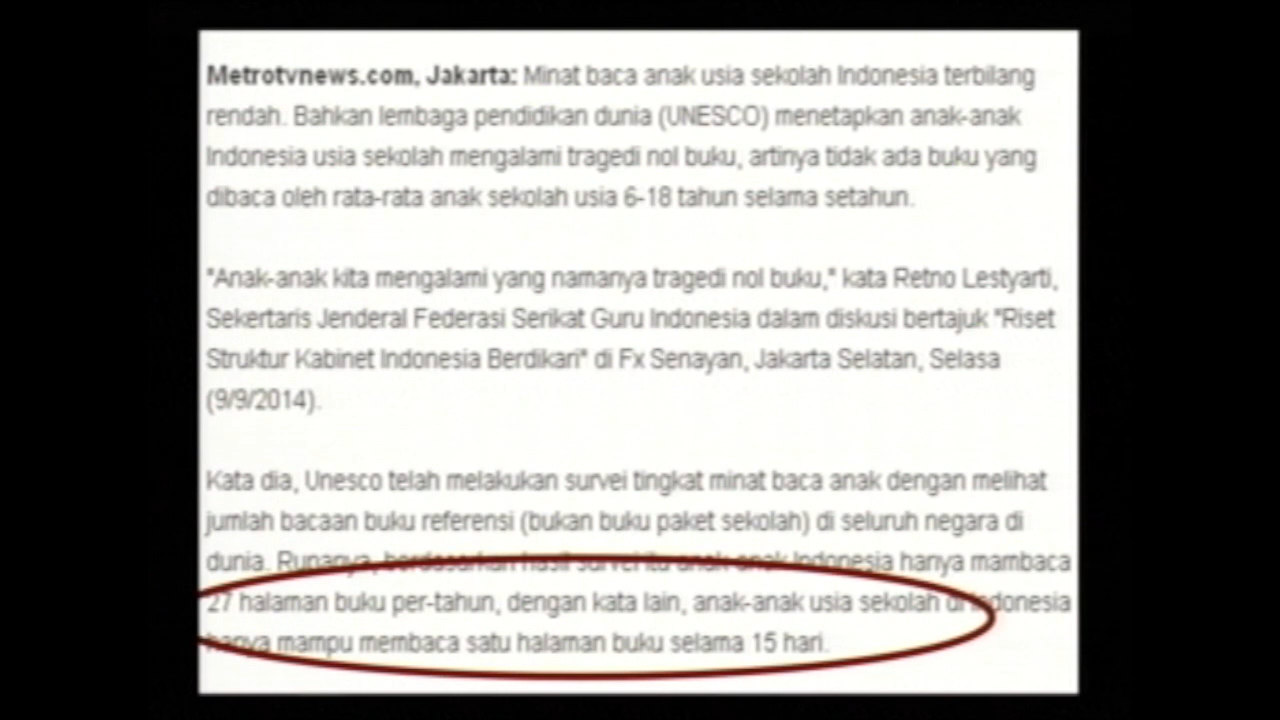 Metrotvnews.com, Jakarta: Minat baca anak usia sekolah Indonesia terbilang
rendah. Bahkan lembaga pendidikan dunia (UNESCO) menetapkan anak-anak
Indonesia usia sekolah mengalami tragedi nol buku, artinya tidak ada buku yang
dibaca oleh rata-rata anak sekolah usia 6-18 tahun selama setahun.
"Anak-anak kita mengalami yang namanya tragedi nol buku," kata Retno Lestyarti,
Sekertaris Jenderal Federasi Serikat Guru Indonesia dalam diskusi bertajuk "Riset
Struktur Kabinet Indonesia Berdikari" di Fx Senayan, Jakarta Selatan, Selasa
(9/9/2014).
Kata dia, Unesco telah melakukan survei tingkat minat baca anak dengan melihat
jumlah bacaan buku referensi (bukan buku paket sekolah) di seluruh negara di
dunia. Rupanya, berdasarkan hasil survei itu anak-anak Indonesia hanya mambaca
27 halaman buku per-tahun, dengan kata lain, anak-anak usia sekolah di Indonesia
hanya mampu membaca satu halaman buku selama 15 hari.